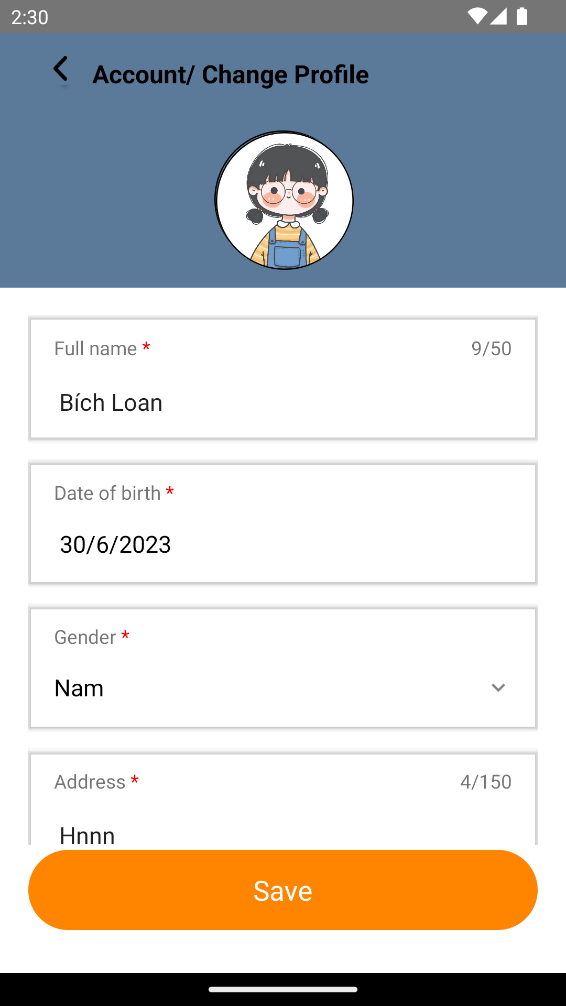 2:30
Account/ Change Profile
Full name * 9/50
Bích Loan
Date of birth *
30/6/2023
Gender *
Nam
Address * 4/150
Hnnn
Save